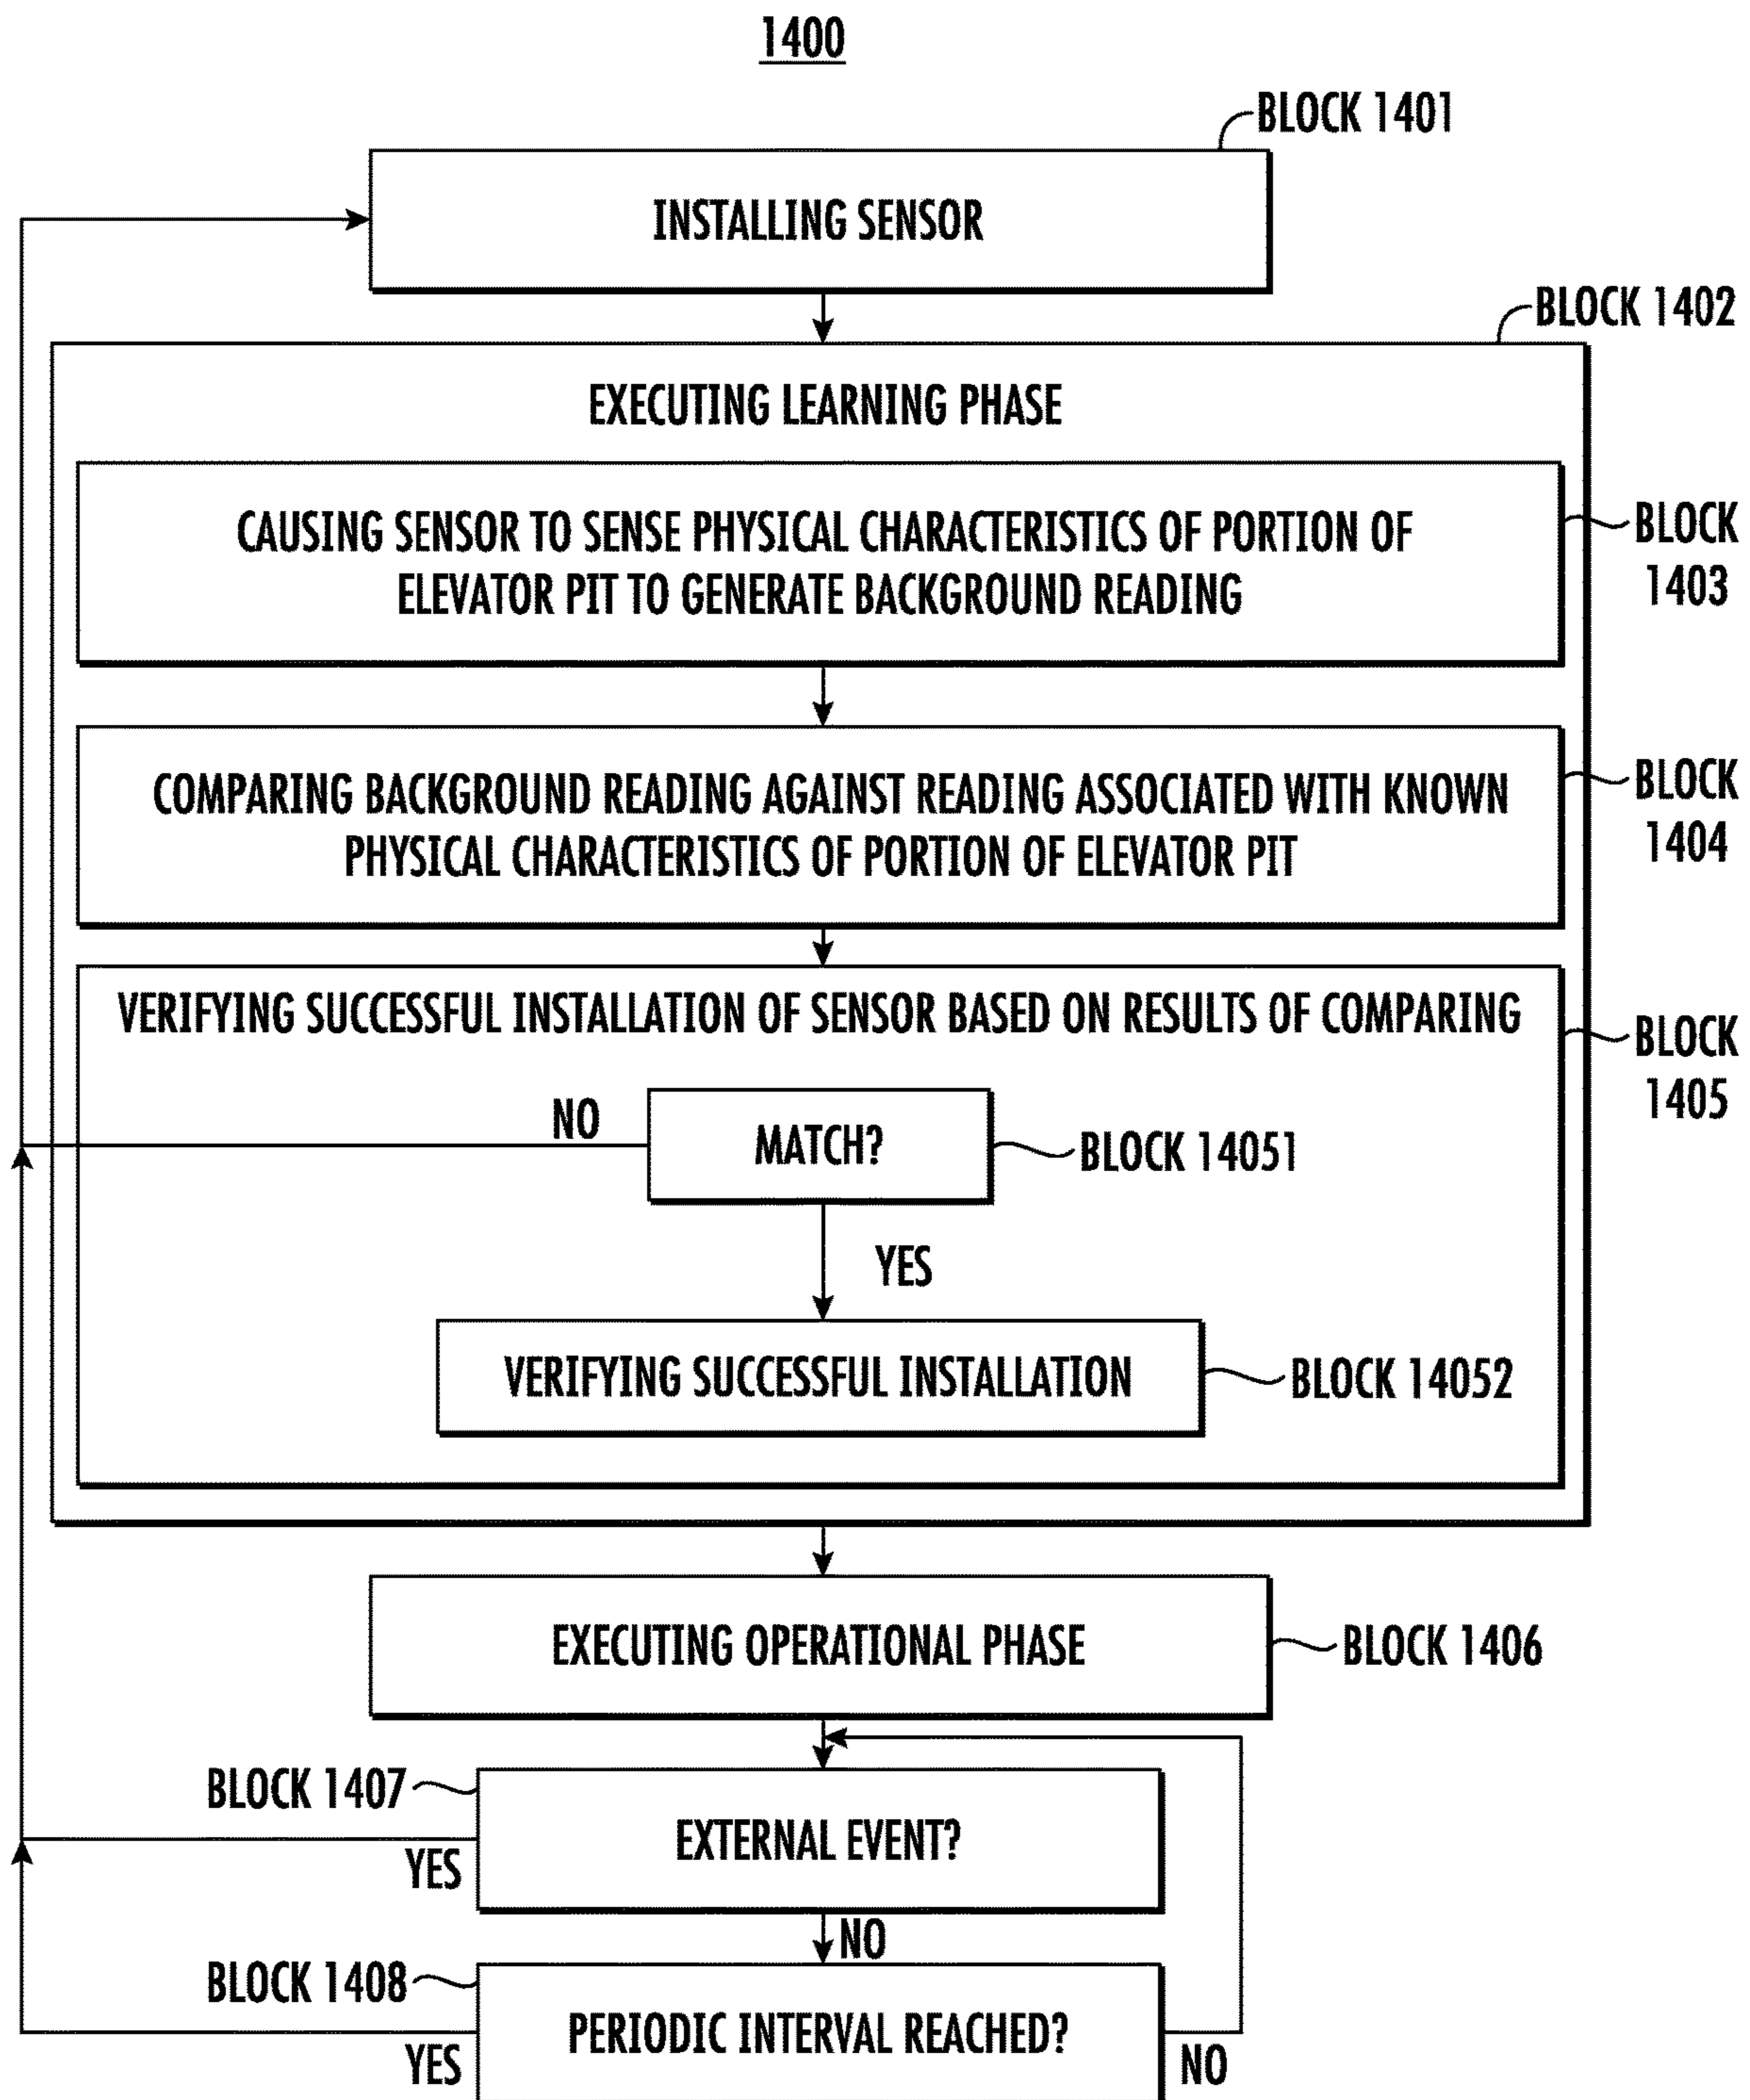 1400
BLOCK 1401
INSTALLING SENSOR
BLOCK 1402
EXECUTING LEARNING PHASE
CAUSING SENSOR TO SENSE PHYSICAL CHARACTERISTICS OF PORTION OF
ELEVATOR PIT TO GENERATE BACKGROUND READING
BLOCK
1403
COMPARING BACKGROUND READING AGAINST READING ASSOCIATED WITH KNOWN
PHYSICAL CHARACTERISTICS OF PORTION OF ELEVATOR PIT
BLOCK
1404
VERIFYING SUCCESSFUL INSTALLATION OF SENSOR BASED ON RESULTS OF COMPARING
BLOCK
1405
NO
MATCH?
BLOCK 14051
YES
VERIFYING SUCCESSFUL INSTALLATION
BLOCK 14052
EXECUTING OPERATIONAL PHASE
BLOCK 1406
BLOCK 1407
EXTERNAL EVENT?
YES
NO
BLOCK 1408
PERIODIC INTERVAL REACHED?
YES
NO